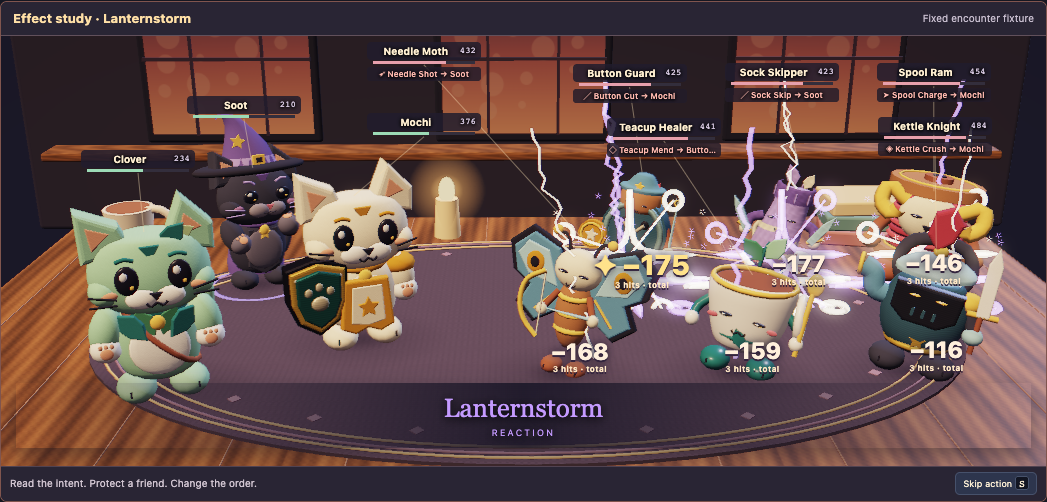 Effect study · Lanternstorm
Fixed encounter fixture
Needle Moth 432
Needle Shot → Soot
Button Guard 425
Button Cut → Mochi
Sock Skipper 423
Sock Skip → Soot
Spool Ram 454
Spool Charge → Mochi
Soot 210
Mochi 376
Teacup Healer 441
Teacup Mend → Butto...
Kettle Knight 484
Kettle Crush → Mochi
Clover 234
−175
3 hits · total
−177
3 hits · total
−146
3 hits · total
−168
3 hits · total
−159
3 hits · total
−116
3 hits · total
Lanternstorm
REACTION
Read the intent. Protect a friend. Change the order.
Skip action S